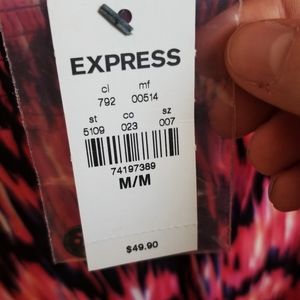 EXPRESS
cl mf
792 00514
st co sz
5109 023 007
74197389
M/M
$49.90